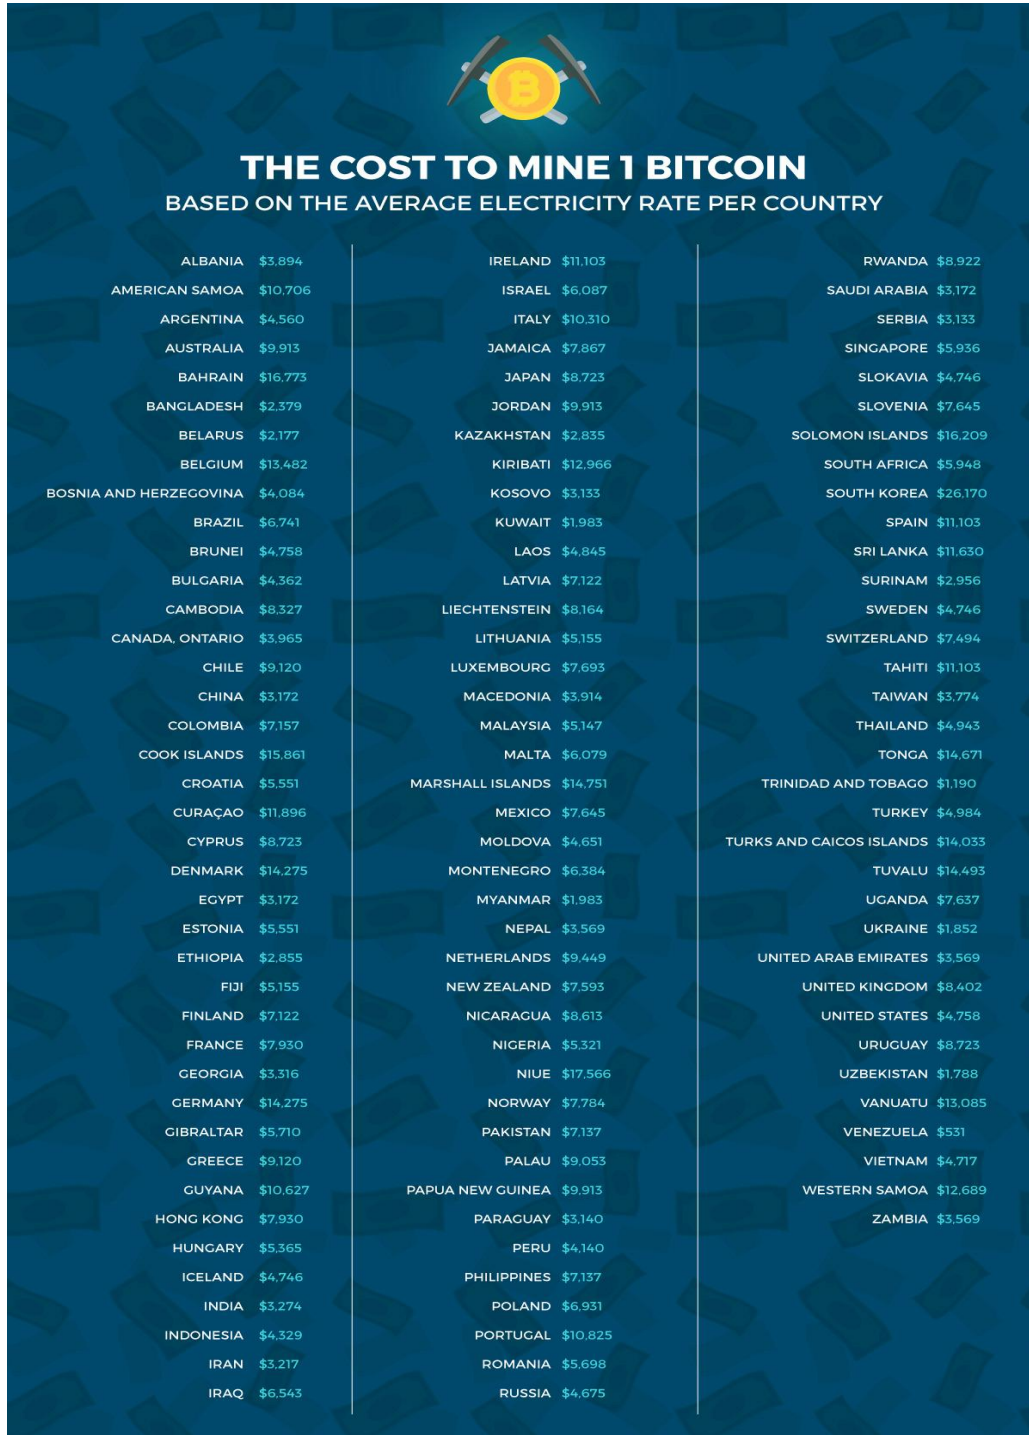 THE COST TO MINE 1 BITCOIN
BASED ON THE AVERAGE ELECTRICITY RATE PER COUNTRY
ALBANIA $3,894
AMERICAN SAMOA $10,706
ARGENTINA $4,560
AUSTRALIA $9,913
BAHRAIN $16,773
BANGLADESH $2,379
BELARUS $2,177
BELGIUM $13,482
BOSNIA AND HERZEGOVINA $4,084
BRAZIL $6,741
BRUNEI $4,758
BULGARIA $4,362
CAMBODIA $8,327
CANADA, ONTARIO $3,965
CHILE $9,120
CHINA $3,172
COLOMBIA $7,157
COOK ISLANDS $15,861
CROATIA $5,551
CURAÇAO $11,896
CYPRUS $8,723
DENMARK $14,275
EGYPT $3,172
ESTONIA $5,551
ETHIOPIA $2,855
FIJI $5,155
FINLAND $7,122
FRANCE $7,930
GEORGIA $3,316
GERMANY $14,275
GIBRALTAR $5,710
GREECE $9,120
GUYANA $10,627
HONG KONG $7,930
HUNGARY $5,365
ICELAND $4,746
INDIA $3,274
INDONESIA $4,329
IRAN $3,217
IRAQ $6,543
IRELAND $11,103
ISRAEL $6,087
ITALY $10,310
JAMAICA $7,867
JAPAN $8,723
JORDAN $9,913
KAZAKHSTAN $2,835
KIRIBATI $12,966
KOSOVO $3,133
KUWAIT $1,983
LAOS $4,845
LATVIA $7,122
LIECHTENSTEIN $8,164
LITHUANIA $5,155
LUXEMBOURG $7,693
MACEDONIA $3,914
MALAYSIA $5,147
MALTA $6,079
MARSHALL ISLANDS $14,751
MEXICO $7,645
MOLDOVA $4,651
MONTENEGRO $6,384
MYANMAR $1,983
NEPAL $3,569
NETHERLANDS $9,449
NEW ZEALAND $7,593
NICARAGUA $8,613
NIGERIA $5,321
NIUE $17,566
NORWAY $7,784
PAKISTAN $7,137
PALAU $9,053
PAPUA NEW GUINEA $9,913
PARAGUAY $3,140
PERU $4,140
PHILIPPINES $7,137
POLAND $6,931
PORTUGAL $10,825
ROMANIA $5,698
RUSSIA $4,675
RWANDA $8,922
SAUDI ARABIA $3,172
SERBIA $3,133
SINGAPORE $5,936
SLOKAVIA $4,746
SLOVENIA $7,645
SOLOMON ISLANDS $16,209
SOUTH AFRICA $5,948
SOUTH KOREA $26,170
SPAIN $11,103
SRI LANKA $11,630
SURINAM $2,956
SWEDEN $4,746
SWITZERLAND $7,494
TAHITI $11,103
TAIWAN $3,774
THAILAND $4,943
TONGA $14,671
TRINIDAD AND TOBAGO $1,190
TURKEY $4,984
TURKS AND CAICOS ISLANDS $14,033
TUVALU $14,493
UGANDA $7,637
UKRAINE $1,852
UNITED ARAB EMIRATES $3,569
UNITED KINGDOM $8,402
UNITED STATES $4,758
URUGUAY $8,723
UZBEKISTAN $1,788
VANUATU $13,085
VENEZUELA $531
VIETNAM $4,717
WESTERN SAMOA $12,689
ZAMBIA $3,569